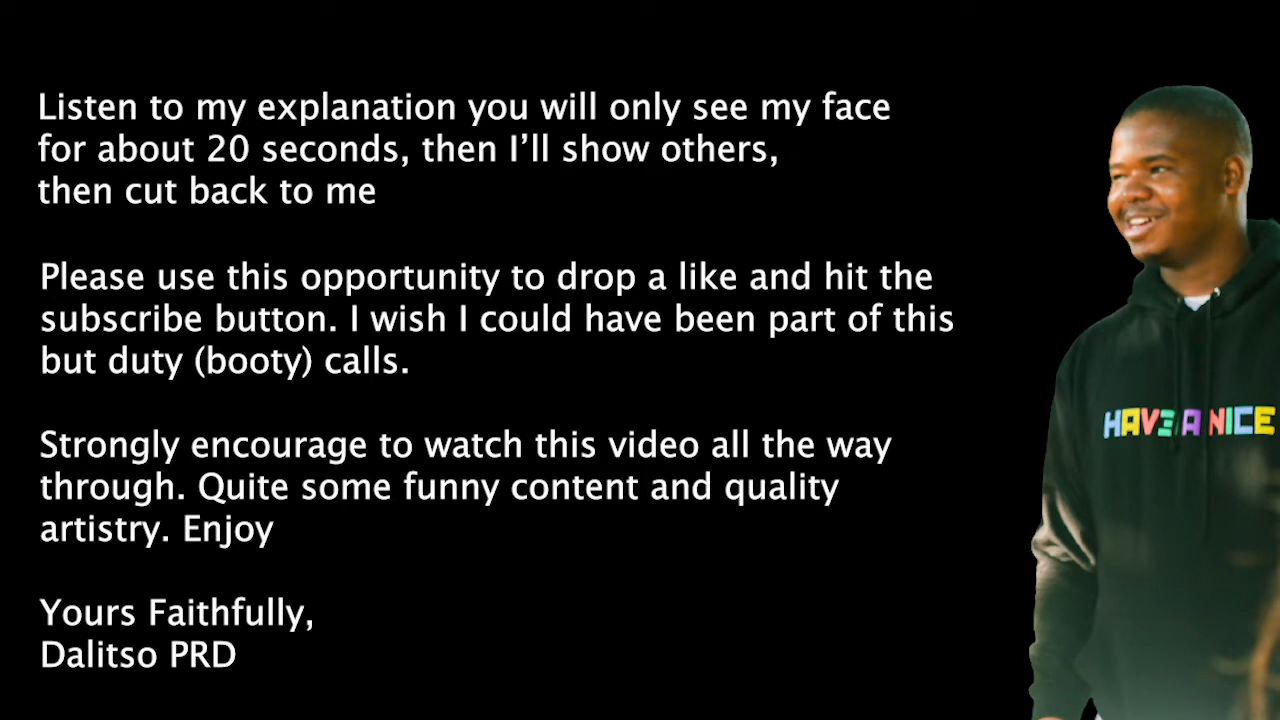 Listen to my explanation you will only see my face
for about 20 seconds, then I’ll show others,
then cut back to me
Please use this opportunity to drop a like and hit the
subscribe button. I wish I could have been part of this
but duty (booty) calls.
Strongly encourage to watch this video all the way
through. Quite some funny content and quality
artistry. Enjoy
Yours Faithfully,
Dalitso PRD
HAVE A NICE